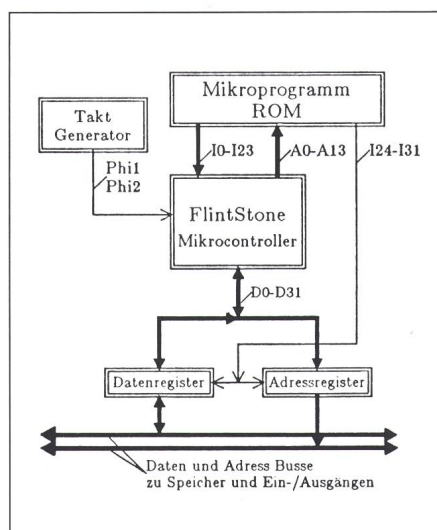 Mikroprogramm
ROM
Takt
Generator
I0-I23
A0-A13
I24-I31
Phi1
Phi2
FlintStone
Mikrocontroller
D0-D31
Datenregister
Adressregister
Daten und Adress Busse
zu Speicher und Ein-/Ausgängen